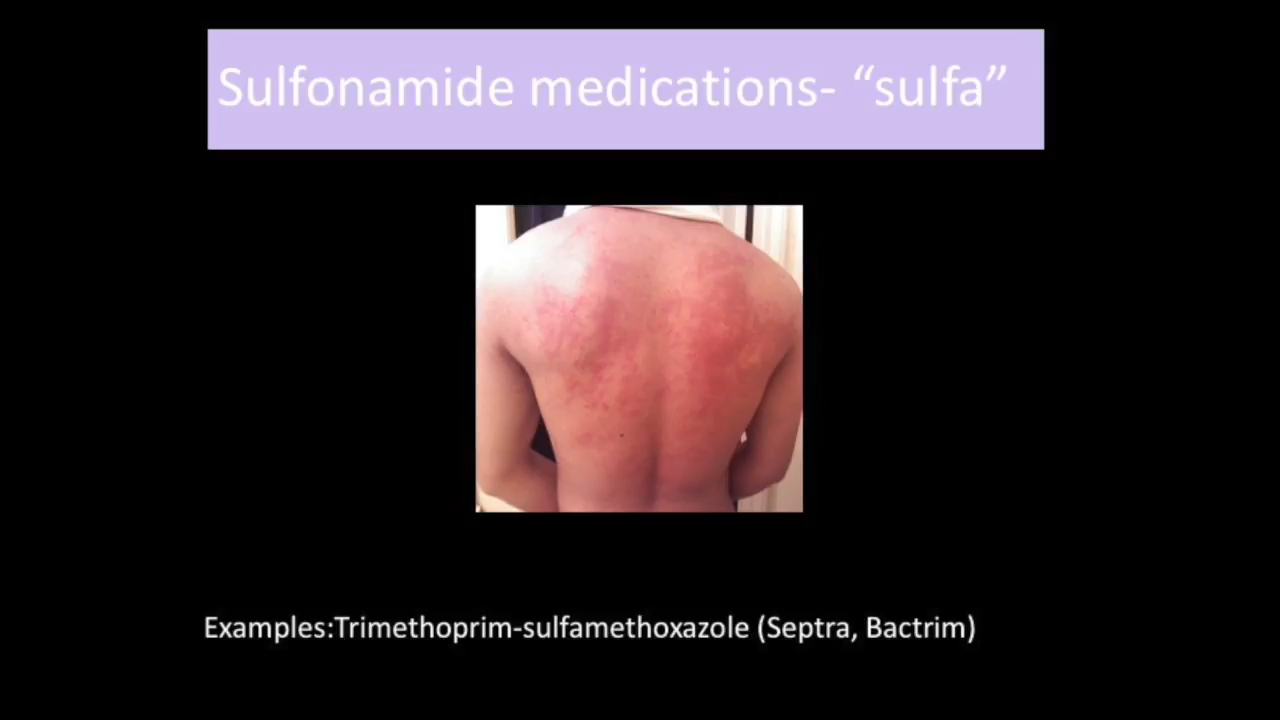 Sulfonamide medications- “sulfa”
Examples:Trimethoprim-sulfamethoxazole (Septra, Bactrim)